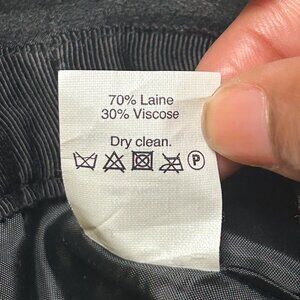 70% Laine
30% Viscose
Dry clean.
P